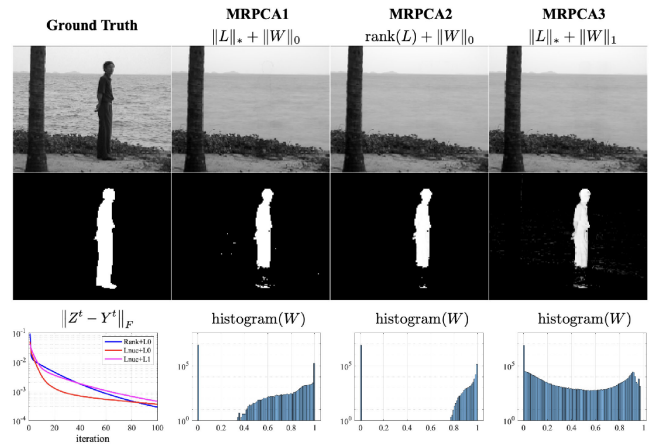 Ground Truth
MRPCA1
‖L‖* + ‖W‖0
MRPCA2
rank(L) + ‖W‖0
MRPCA3
‖L‖* + ‖W‖1
‖Z^t − Y^t‖_F
10^-1
10^-2
10^-3
10^-4
Rank+L0
Lnuc+L0
Lnuc+L1
0 20 40 60 80 100
iteration
histogram(W)
10^5
10^0
0 0.2 0.4 0.6 0.8 1
histogram(W)
10^5
10^0
0 0.2 0.4 0.6 0.8 1
histogram(W)
10^5
10^0
0 0.2 0.4 0.6 0.8 1